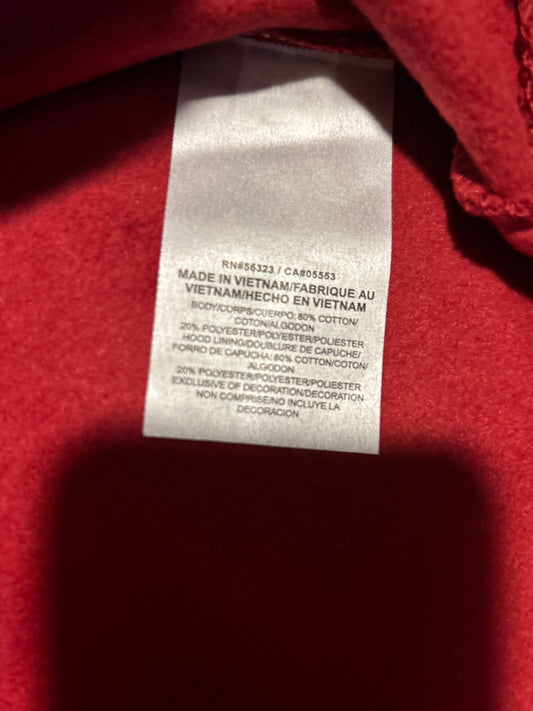 RN#56323 / CA#05553
MADE IN VIETNAM/FABRIQUE AU
VIETNAM/HECHO EN VIETNAM
BODY/CORPS/CUERPO: 80% COTTON/
COTON/ALGODON
20% POLYESTER/POLYESTER/POLIESTER
HOOD LINING/DOUBLURE DE CAPUCHE/
FORRO DE CAPUCHA: 80% COTTON/COTON/
ALGODON
20% POLYESTER/POLYESTER/POLIESTER
EXCLUSIVE OF DECORATION/DECORATION
NON COMPRISE/NO INCLUYE LA
DECORACION